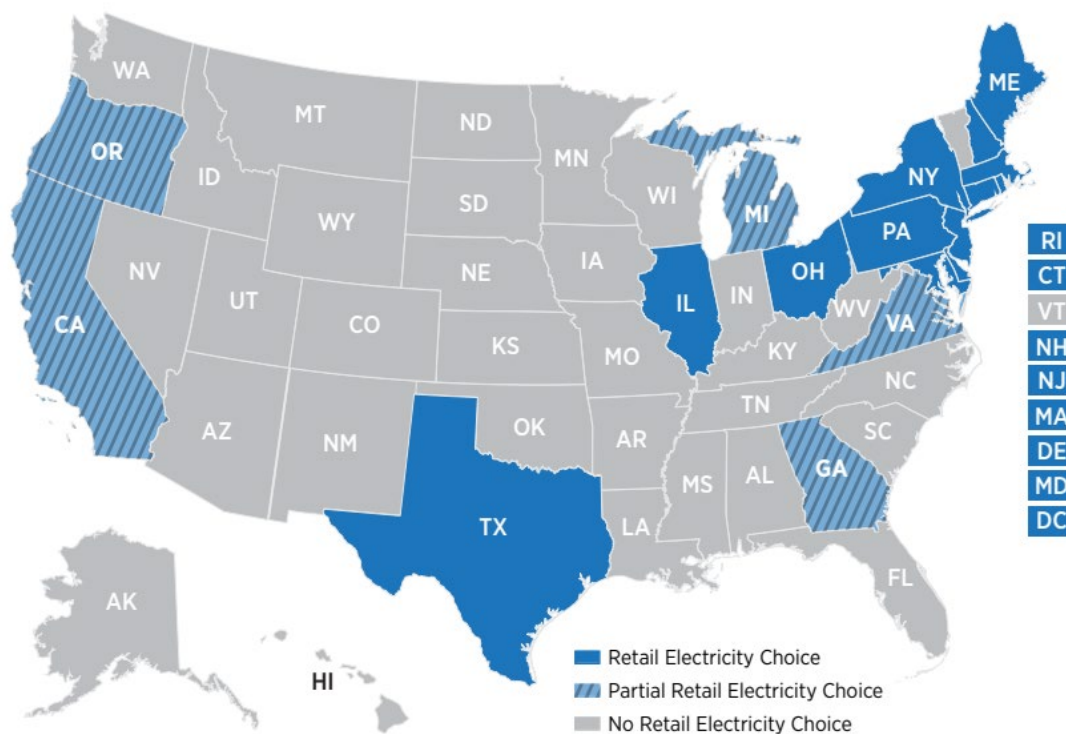 WA
MT
ND
MN
ME
OR
ID
WY
SD
WI
MI
NY
PA
NV
UT
CO
NE
IA
IL
IN
OH
WV
VA
CA
KS
MO
KY
NC
TN
AZ
NM
OK
AR
SC
MS
AL
GA
TX
LA
FL
AK
HI
RI
CT
VT
NH
NJ
MA
DE
MD
DC
Retail Electricity Choice
Partial Retail Electricity Choice
No Retail Electricity Choice